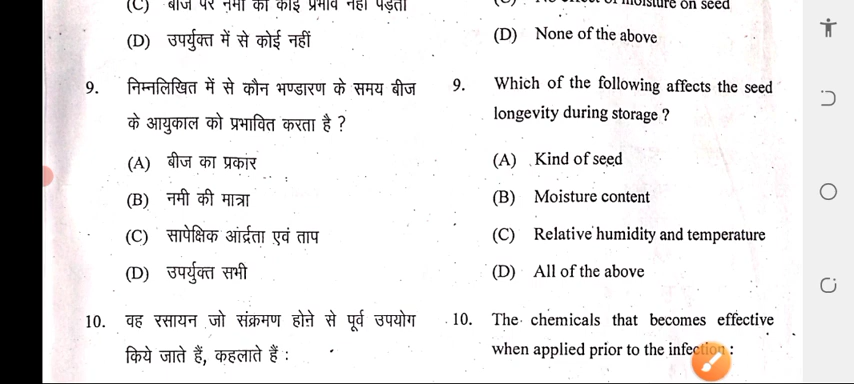 (C) बीज पर नमी का कोई प्रभाव नहीं पड़ता
(D) उपर्युक्त में से कोई नहीं
9. निम्नलिखित में से कौन भण्डारण के समय बीज
के आयुकाल को प्रभावित करता है ?
(A) बीज का प्रकार
(B) नमी की मात्रा
(C) सापेक्षिक आर्द्रता एवं ताप
(D) उपर्युक्त सभी
10. वह रसायन जो संक्रमण होने से पूर्व उपयोग
किये जाते हैं, कहलाते हैं :
moisture on seed
(D) None of the above
9. Which of the following affects the seed
longevity during storage ?
(A) Kind of seed
(B) Moisture content
(C) Relative humidity and temperature
(D) All of the above
10. The chemicals that becomes effective
when applied prior to the infection :